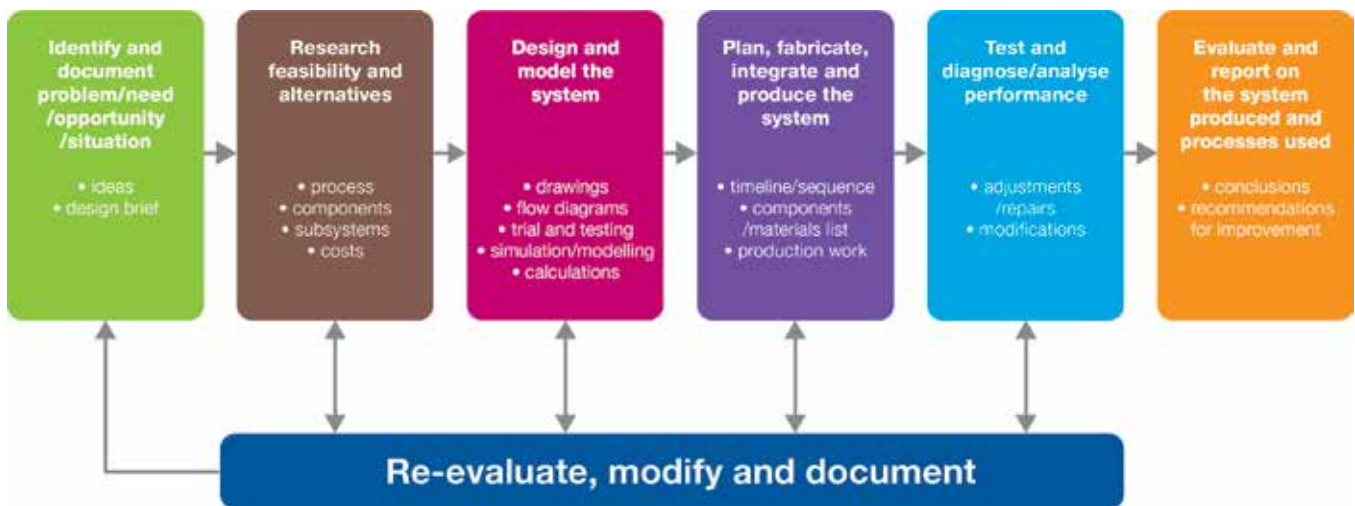 Identify and
document
problem/need
/opportunity
/situation
• ideas
• design brief
Research
feasibility and
alternatives
• process
• components
• subsystems
• costs
Design and
model the
system
• drawings
• flow diagrams
• trial and testing
• simulation/modelling
• calculations
Plan, fabricate,
integrate and
produce the
system
• timeline/sequence
• components
/materials list
• production work
Test and
diagnose/analyse
performance
• adjustments
/repairs
• modifications
Evaluate and
report on
the system
produced and
processes used
• conclusions
• recommendations
for improvement
Re-evaluate, modify and document